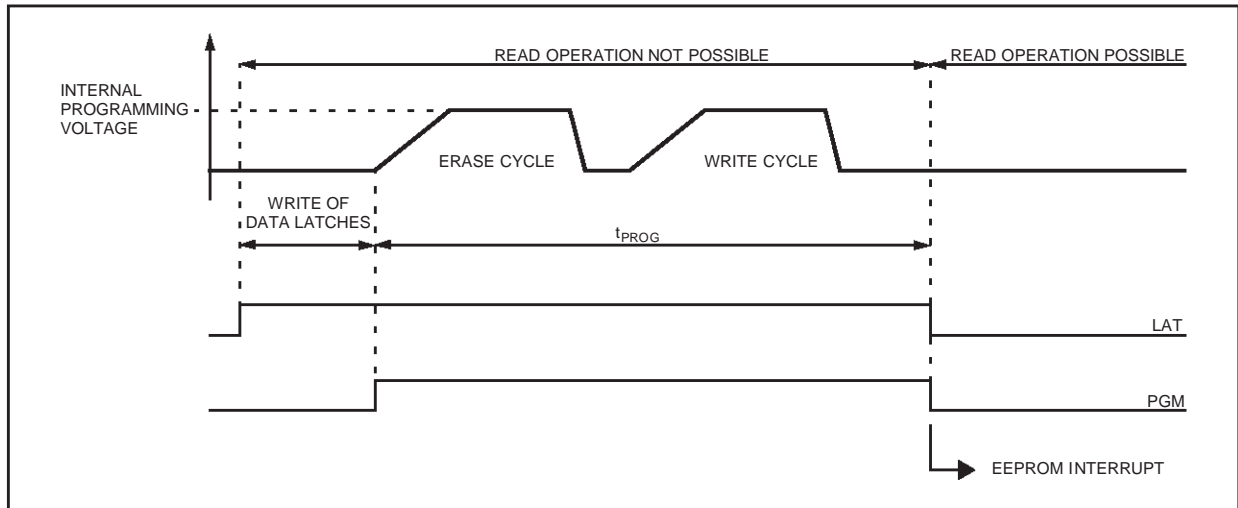 READ OPERATION NOT POSSIBLE
READ OPERATION POSSIBLE
INTERNAL
PROGRAMMING
VOLTAGE
ERASE CYCLE
WRITE CYCLE
WRITE OF
DATA LATCHES
tPROG
LAT
PGM
EEPROM INTERRUPT